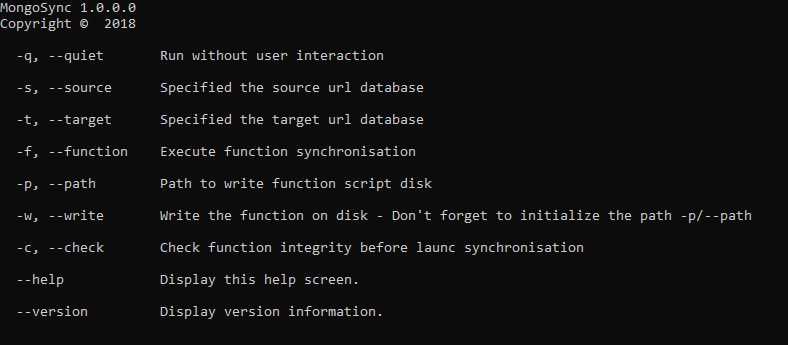 MongoSync 1.0.0.0
Copyright © 2018
-q, --quiet Run without user interaction
-s, --source Specified the source url database
-t, --target Specified the target url database
-f, --function Execute function synchronisation
-p, --path Path to write function script disk
-w, --write Write the function on disk - Don't forget to initialize the path -p/--path
-c, --check Check function integrity before launc synchronisation
--help Display this help screen.
--version Display version information.